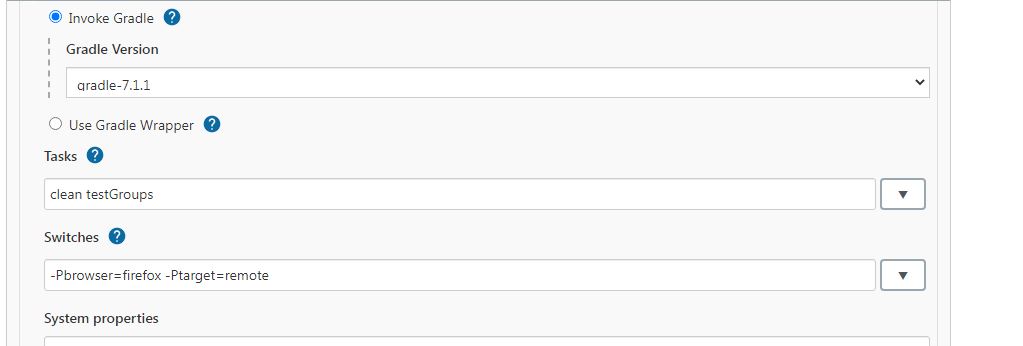 Invoke Gradle ?
Gradle Version
gradle-7.1.1
Use Gradle Wrapper ?
Tasks ?
clean testGroups
Switches ?
-Pbrowser=firefox -Ptarget=remote
System properties